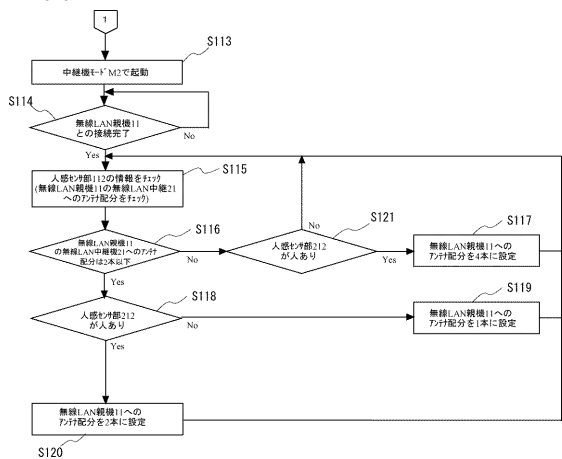 1
S113
中継機モードM2で起動
S114
無線LAN親機11
との接続完了
No
Yes
S115
人感センサ部112の情報をチェック
(無線LAN親機11の無線LAN中継21
へのアンテナ配分をチェック)
S116
無線LAN親機11
の無線LAN中継機21へのアンテナ
配分は2本以下
No
Yes
S121
人感センサ部212
が人あり
No
Yes
S117
無線LAN親機11への
アンテナ配分を4本に設定
S118
人感センサ部212
が人あり
No
Yes
S119
無線LAN親機11への
アンテナ配分を1本に設定
無線LAN親機11への
アンテナ配分を2本に設定
S120